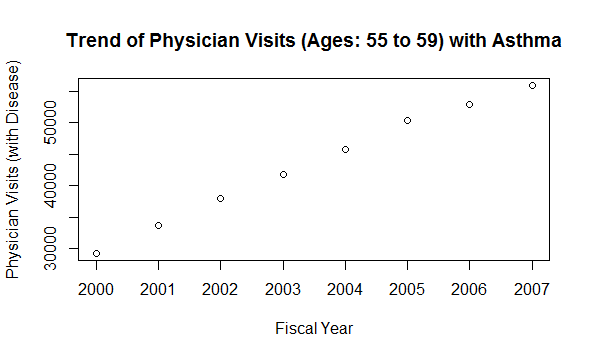 Trend of Physician Visits (Ages: 55 to 59) with Asthma
Physician Visits (with Disease)
50000
40000
30000
2000 2001 2002 2003 2004 2005 2006 2007
Fiscal Year